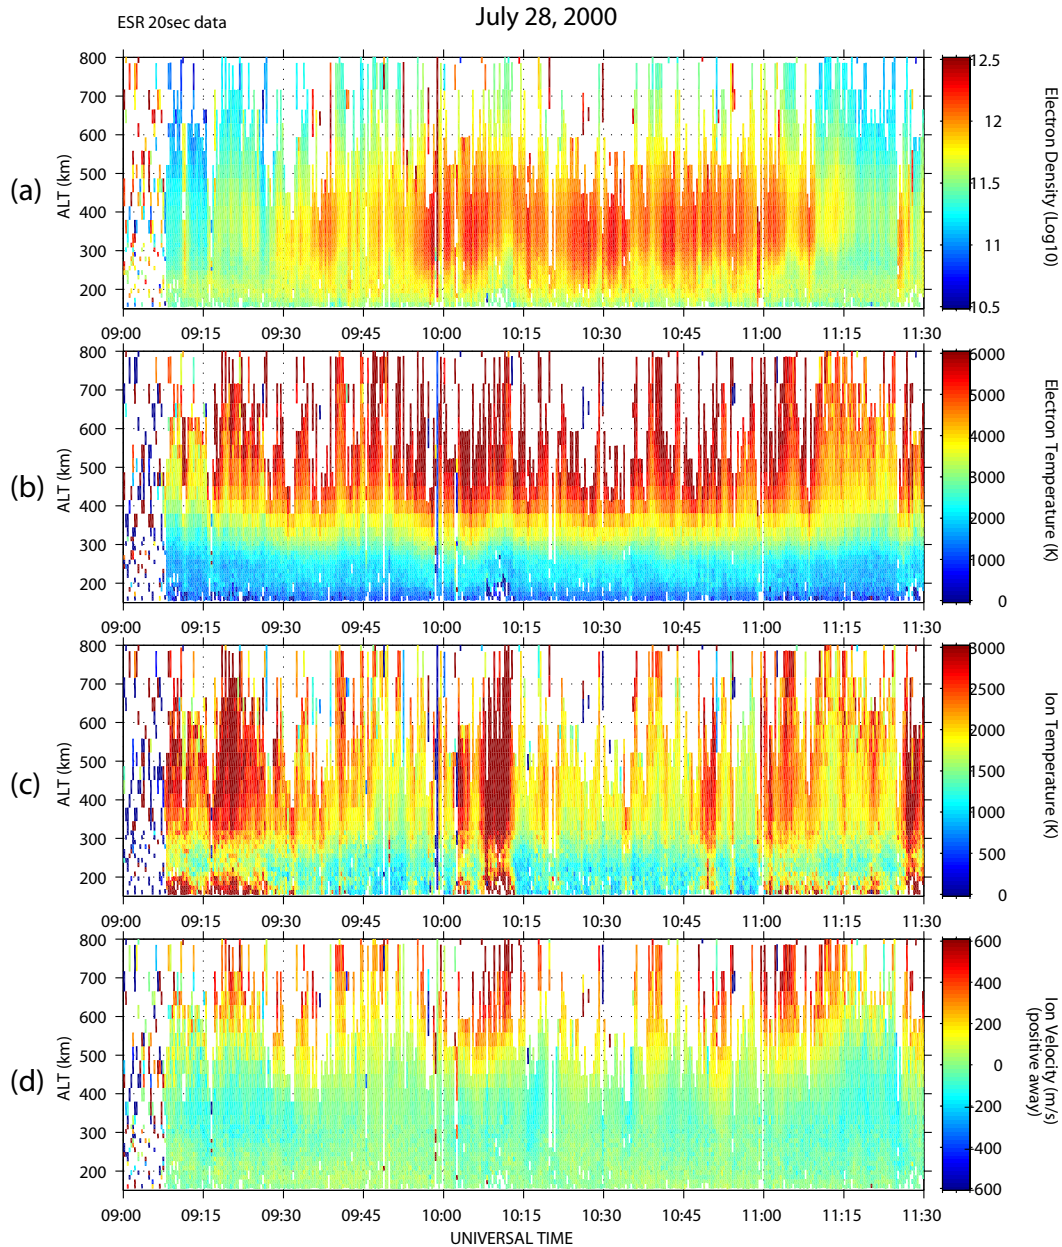 July 28, 2000
ESR 20sec data
(a)
ALT (km)
800
700
600
500
400
300
200
09:00 09:15 09:30 09:45 10:00 10:15 10:30 10:45 11:00 11:15 11:30
12.5
12
11.5
11
10.5
Electron Density (Log10)
(b)
ALT (km)
800
700
600
500
400
300
200
09:00 09:15 09:30 09:45 10:00 10:15 10:30 10:45 11:00 11:15 11:30
6000
5000
4000
3000
2000
1000
0
Electron Temperature (K)
(c)
ALT (km)
800
700
600
500
400
300
200
09:00 09:15 09:30 09:45 10:00 10:15 10:30 10:45 11:00 11:15 11:30
3000
2500
2000
1500
1000
500
0
Ion Temperature (K)
(d)
ALT (km)
800
700
600
500
400
300
200
09:00 09:15 09:30 09:45 10:00 10:15 10:30 10:45 11:00 11:15 11:30
UNIVERSAL TIME
600
400
200
0
-200
-400
-600
Ion Velocity (m/s)
(positive away)